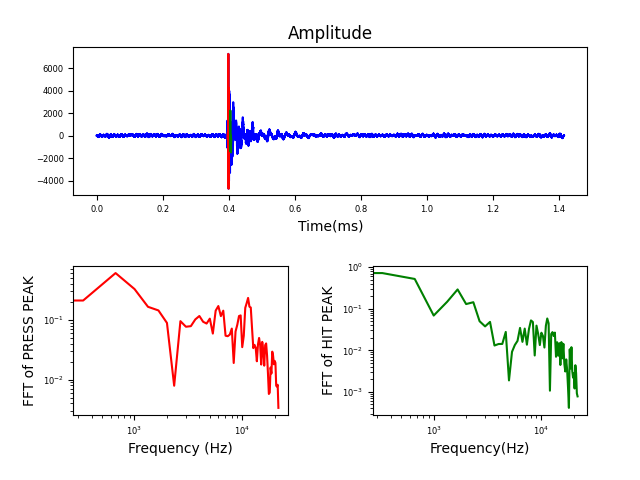 Amplitude
6000
4000
2000
0
−2000
−4000
0.0 0.2 0.4 0.6 0.8 1.0 1.2 1.4
Time(ms)
FFT of PRESS PEAK
10⁻¹
10⁻²
10³ 10⁴
Frequency (Hz)
FFT of HIT PEAK
10⁰
10⁻¹
10⁻²
10⁻³
10³ 10⁴
Frequency(Hz)